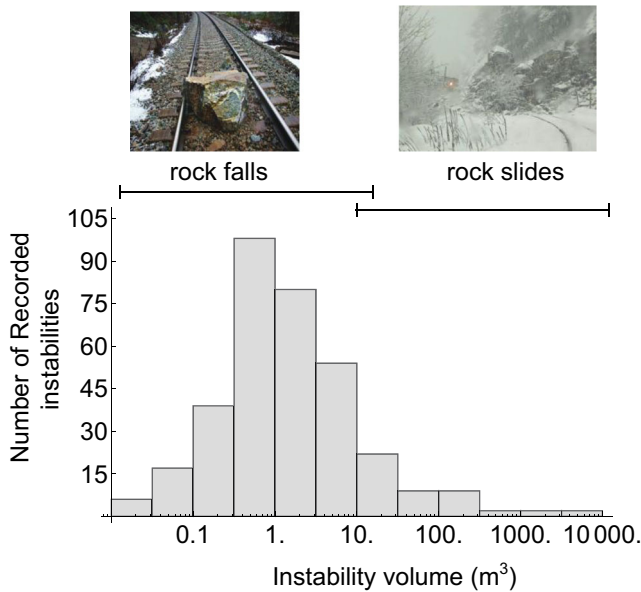 rock falls
rock slides
105
90
75
60
45
30
15
Number of Recorded
instabilities
0.1
1.
10.
100.
1000.
10 000.
Instability volume (m³)